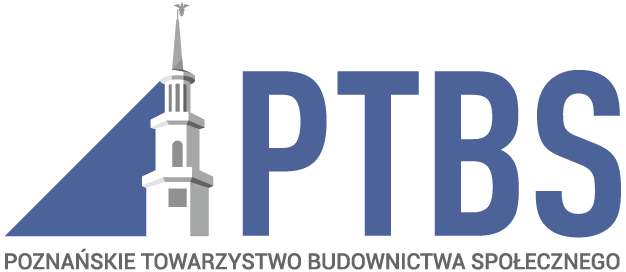 PTBS
POZNAŃSKIE TOWARZYSTWO BUDOWNICTWA SPOŁECZNEGO